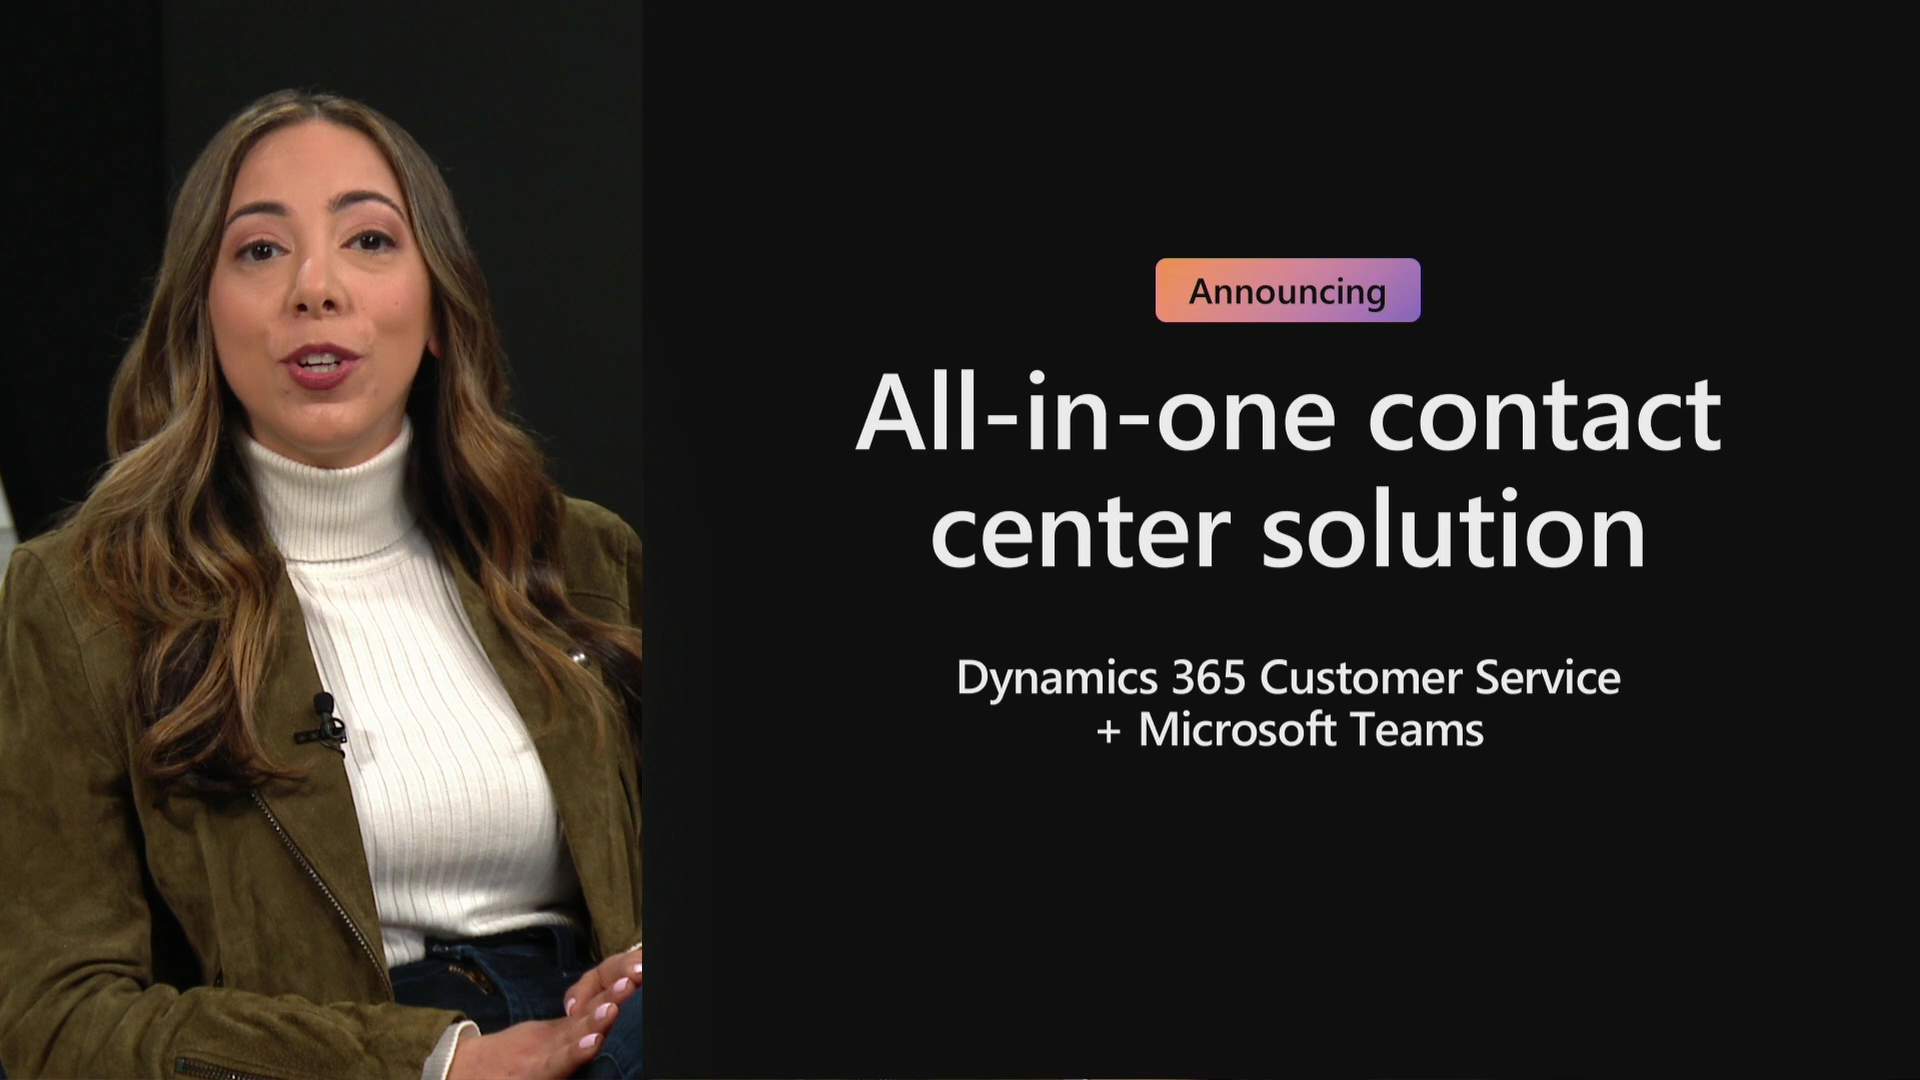 Announcing
All-in-one contact
center solution
Dynamics 365 Customer Service
+ Microsoft Teams